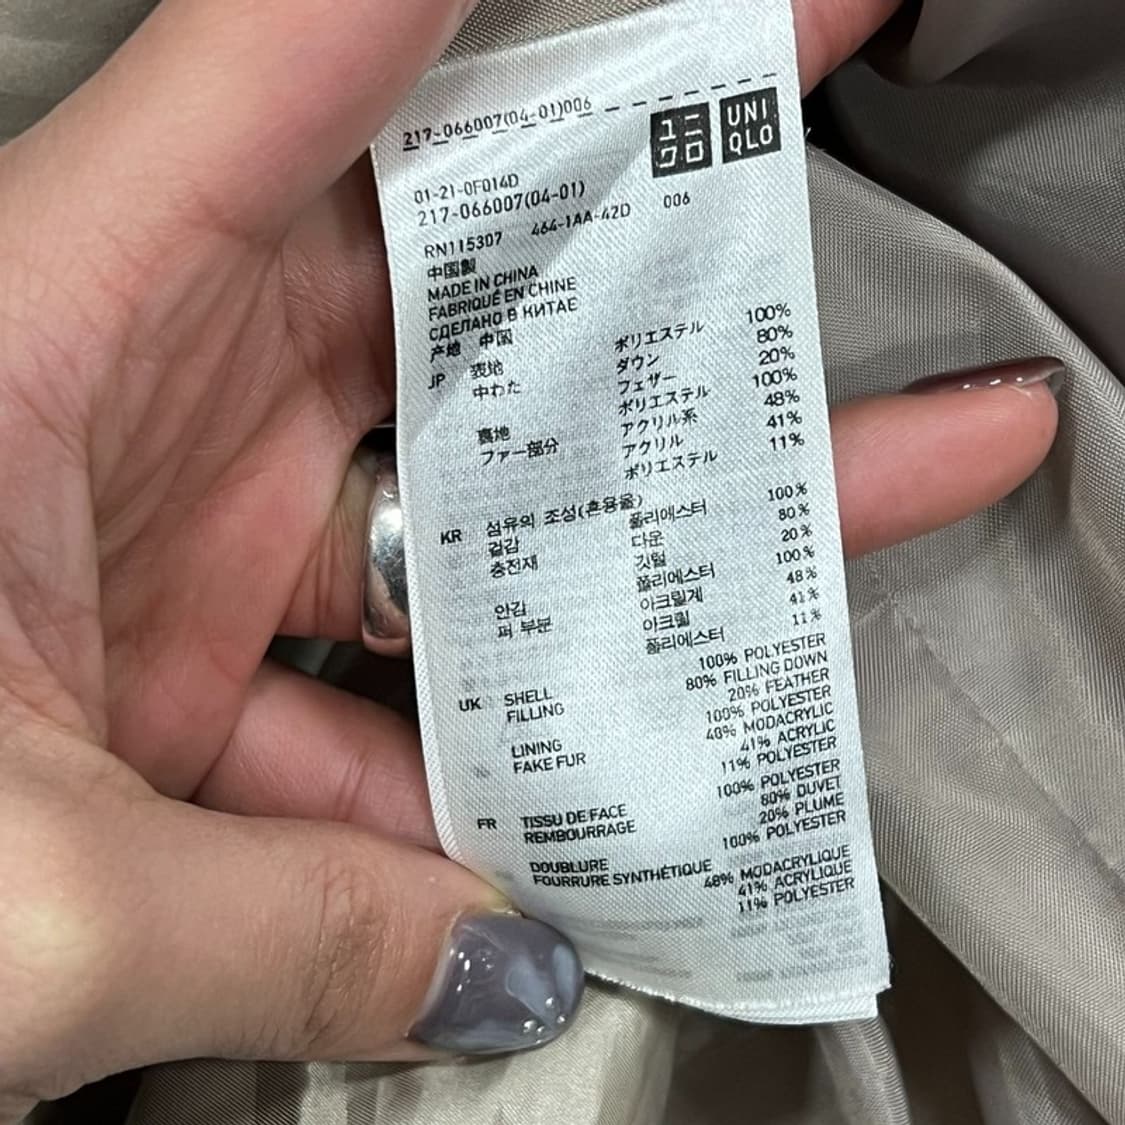 217-066007(04-01)006
ユニ
クロ
UNI
QLO
01-21-0F014D
217-066007(04-01)
RN115307 464-1AA-42D 006
中国製
MADE IN CHINA
FABRIQUÉ EN CHINE
СДЕЛАНО В КИТАЕ
产地 中国
JP 表地 ポリエステル 100%
中わた ダウン 80%
フェザー 20%
裏地 ポリエステル 100%
ファー部分 アクリル系 48%
アクリル 41%
ポリエステル 11%
KR 섬유의 조성(혼용율)
겉감 폴리에스터 100%
충전재 다운 80%
깃털 20%
안감 폴리에스터 100%
퍼 부분 아크릴계 48%
아크릴 41%
폴리에스터 11%
UK SHELL 100% POLYESTER
FILLING 80% FILLING DOWN
20% FEATHER
LINING 100% POLYESTER
FAKE FUR 48% MODACRYLIC
41% ACRYLIC
11% POLYESTER
FR TISSU DE FACE 100% POLYESTER
REMBOURRAGE 80% DUVET
20% PLUME
DOUBLURE 100% POLYESTER
FOURRURE SYNTHÉTIQUE 48% MODACRYLIQUE
41% ACRYLIQUE
11% POLYESTER